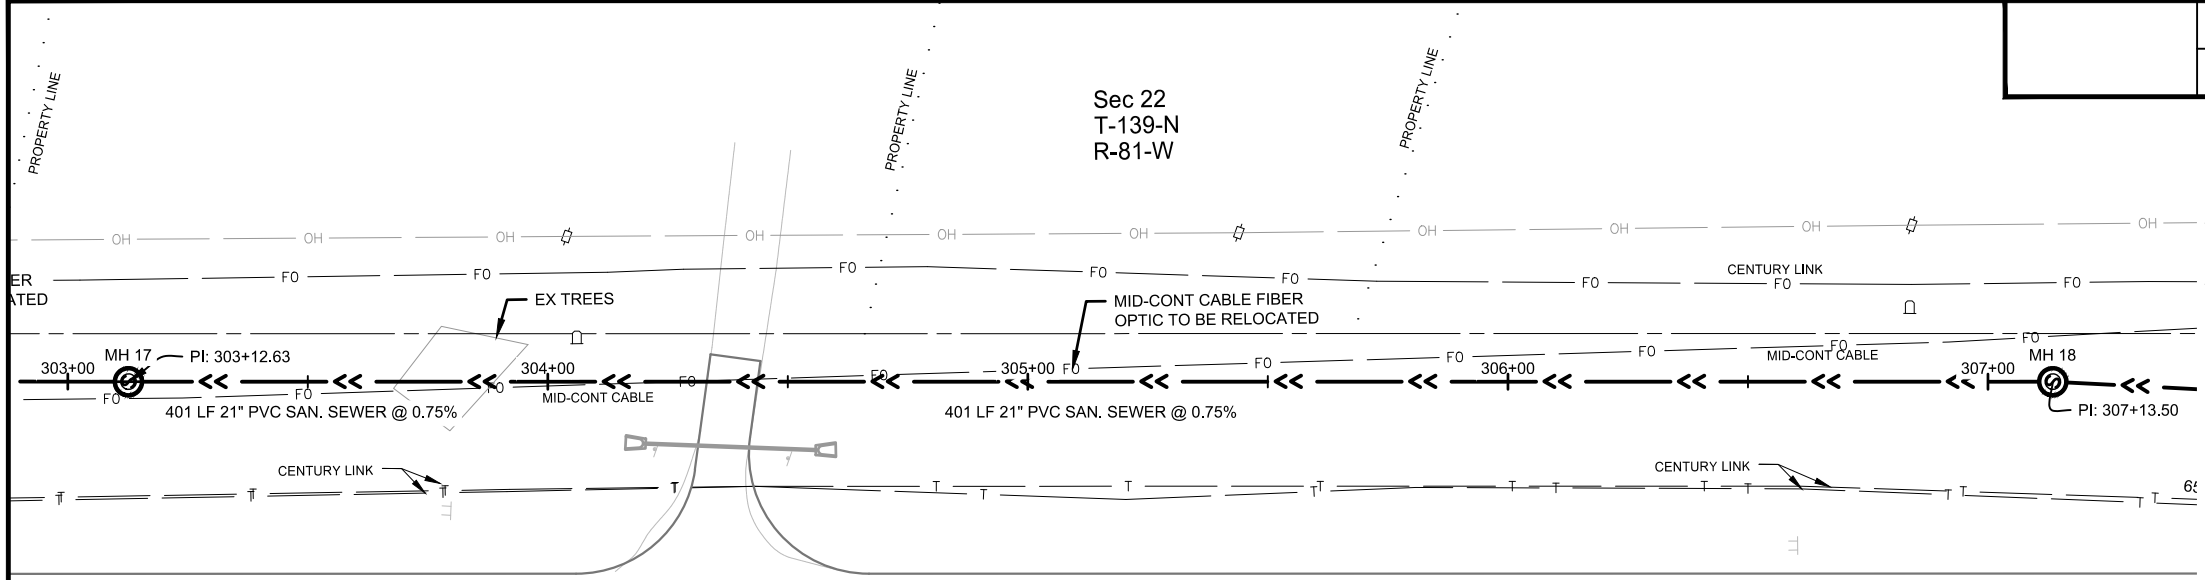 PROPERTY LINE
PROPERTY LINE
PROPERTY LINE
Sec 22
T-139-N
R-81-W
OH OH OH OH OH OH OH OH OH OH
FO FO FO FO FO FO FO FO
CENTURY LINK
EX TREES
MID-CONT CABLE FIBER
OPTIC TO BE RELOCATED
303+00
MH 17
PI: 303+12.63
304+00
305+00
306+00
307+00
MH 18
PI: 307+13.50
FO FO FO FO FO FO FO FO FO FO
MID-CONT CABLE
MID-CONT CABLE
401 LF 21" PVC SAN. SEWER @ 0.75%
401 LF 21" PVC SAN. SEWER @ 0.75%
CENTURY LINK
CENTURY LINK
T T T T T T T T T T T T T T T T T T